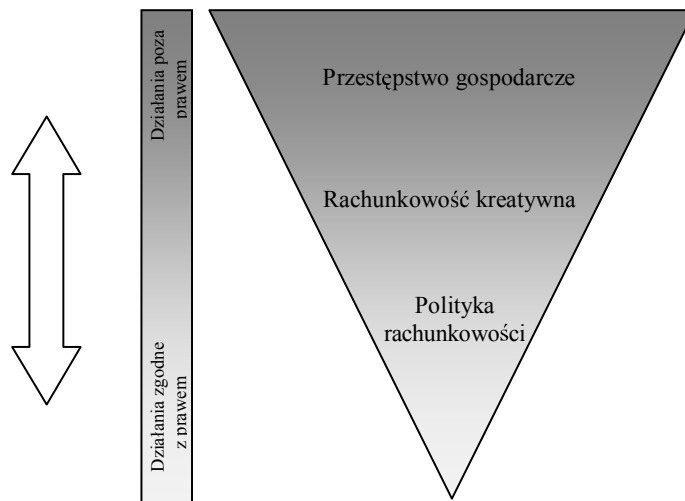 Działania poza
prawem
Przestępstwo gospodarcze
Rachunkowość kreatywna
Polityka
rachunkowości
Działania zgodne
z prawem